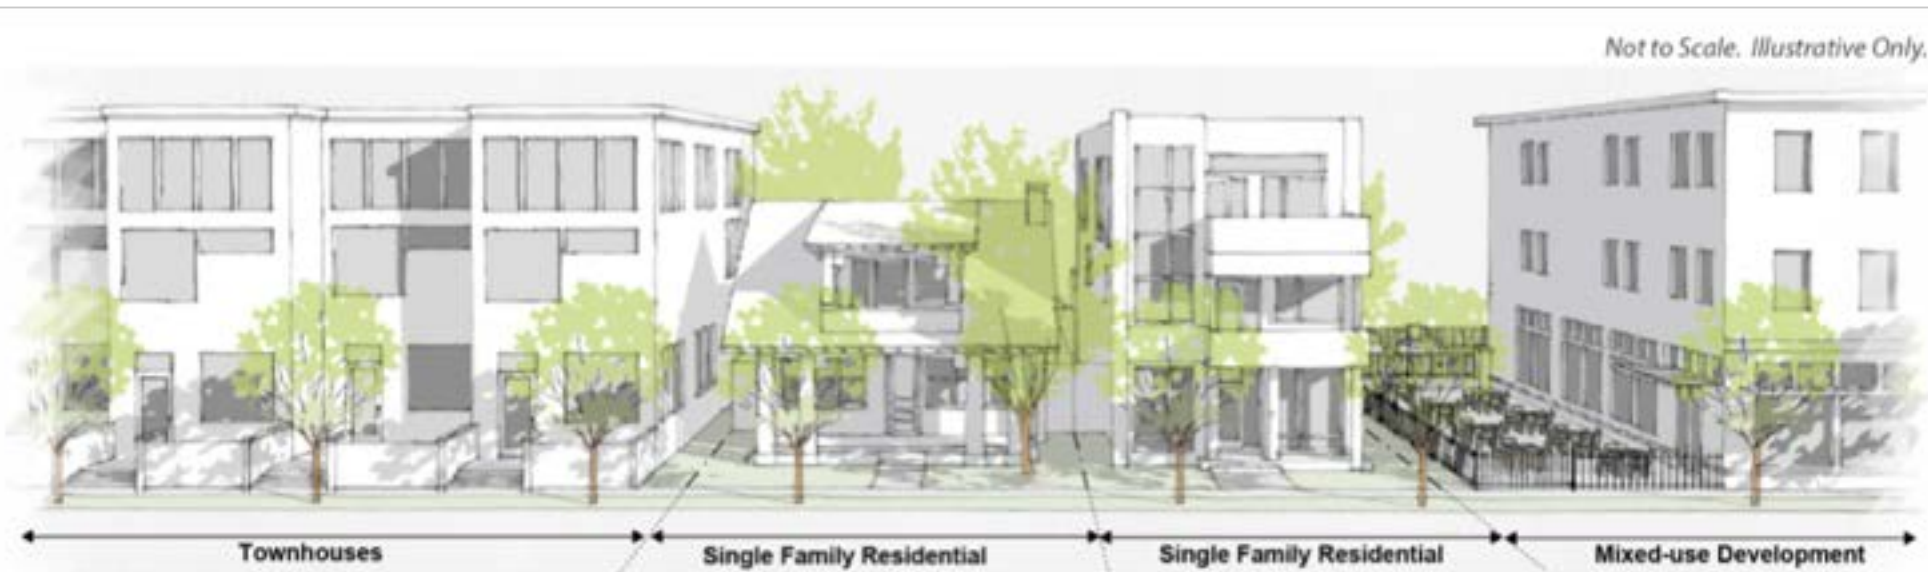 Not to Scale. Illustrative Only.
Townhouses
Single Family Residential
Single Family Residential
Mixed-use Development